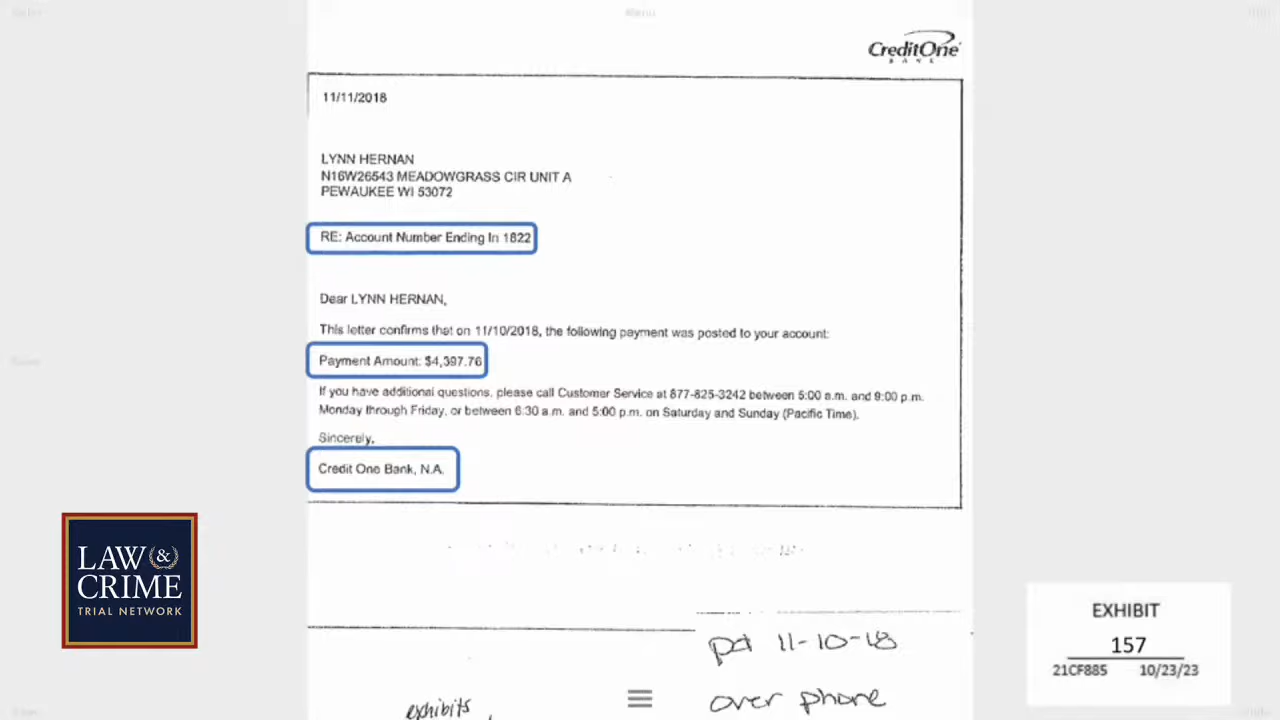 Menu
CreditOne
BANK
11/11/2018
LYNN HERNAN
N16W26543 MEADOWGRASS CIR UNIT A
PEWAUKEE WI 53072
RE: Account Number Ending In 1822
Dear LYNN HERNAN,
This letter confirms that on 11/10/2018, the following payment was posted to your account:
Payment Amount: $4,397.76
If you have additional questions, please call Customer Service at 877-825-3242 between 5:00 a.m. and 9:00 p.m.
Monday through Friday, or between 6:30 a.m. and 5:00 p.m. on Saturday and Sunday (Pacific Time).
Sincerely,
Credit One Bank, N.A.
LAW &
CRIME
TRIAL NETWORK
pd 11-10-18
over phone
exhibits
EXHIBIT
157
21CF885 10/23/23